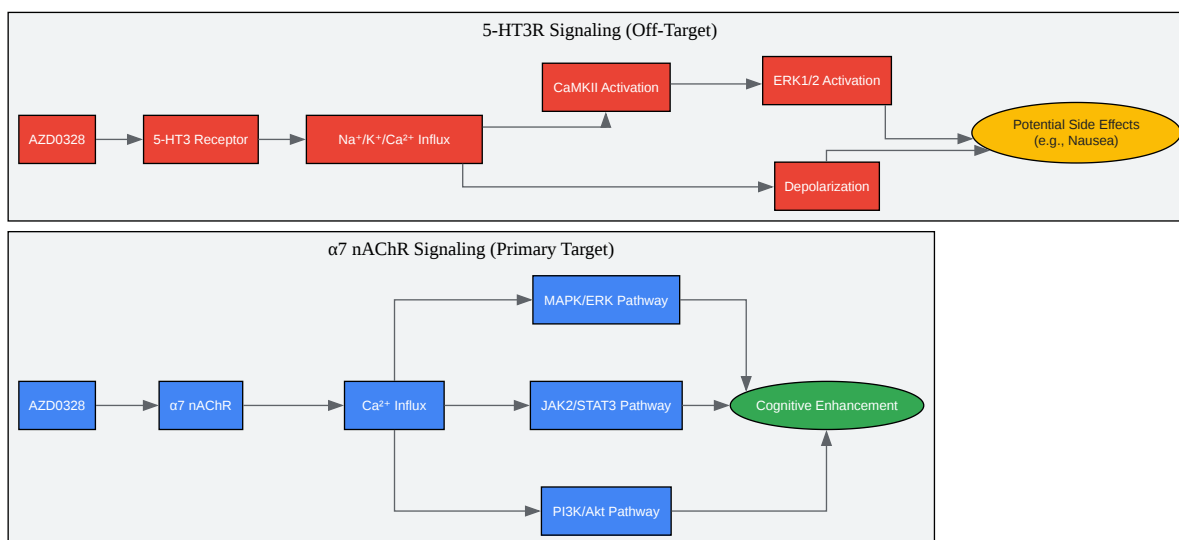 5-HT3R Signaling (Off-Target)
CaMKII Activation
ERK1/2 Activation
AZD0328
5-HT3 Receptor
Na⁺/K⁺/Ca²⁺ Influx
Potential Side Effects
(e.g., Nausea)
Depolarization
α7 nAChR Signaling (Primary Target)
MAPK/ERK Pathway
AZD0328
α7 nAChR
Ca²⁺ Influx
JAK2/STAT3 Pathway
Cognitive Enhancement
PI3K/Akt Pathway